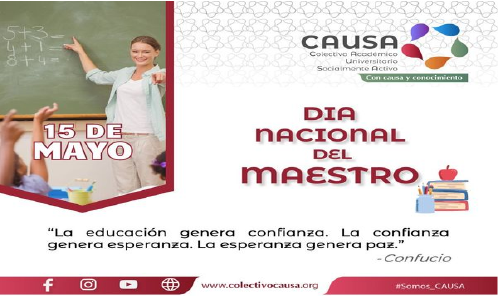 5+3=
4+1=
8+4=
15 DE
MAYO
CAUSA
Colectivo Académico
Universitario
Socialmente Activo
Con causa y conocimiento
DIA
NACIONAL
DEL
MAESTRO
“La educación genera confianza. La confianza
genera esperanza. La esperanza genera paz.”
- Confucio
www.colectivocausa.org
#Somos_CAUSA